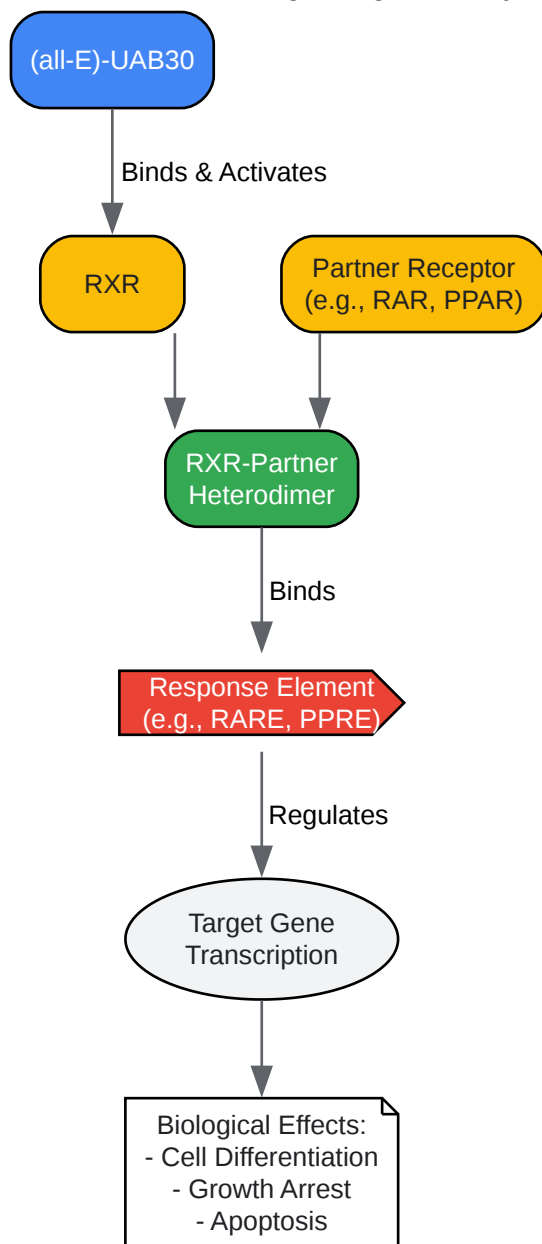 (all-E)-UAB30
Binds & Activates
RXR
Partner Receptor
(e.g., RAR, PPAR)
RXR-Partner
Heterodimer
Binds
Response Element
(e.g., RARE, PPRE)
Regulates
Target Gene
Transcription
Biological Effects:
- Cell Differentiation
- Growth Arrest
- Apoptosis